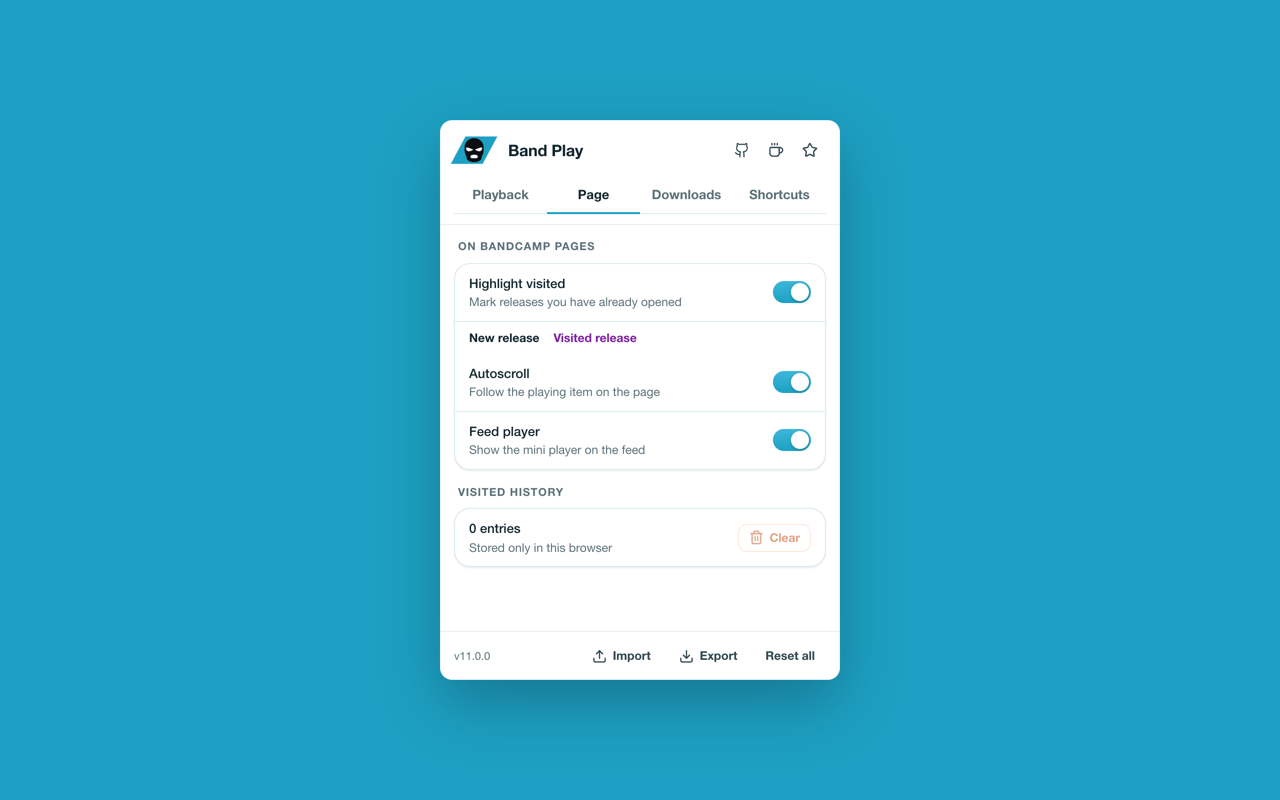 Band Play
Playback Page Downloads Shortcuts
ON BANDCAMP PAGES
Highlight visited
Mark releases you have already opened
New release Visited release
Autoscroll
Follow the playing item on the page
Feed player
Show the mini player on the feed
VISITED HISTORY
0 entries
Stored only in this browser
Clear
v11.0.0 Import Export Reset all